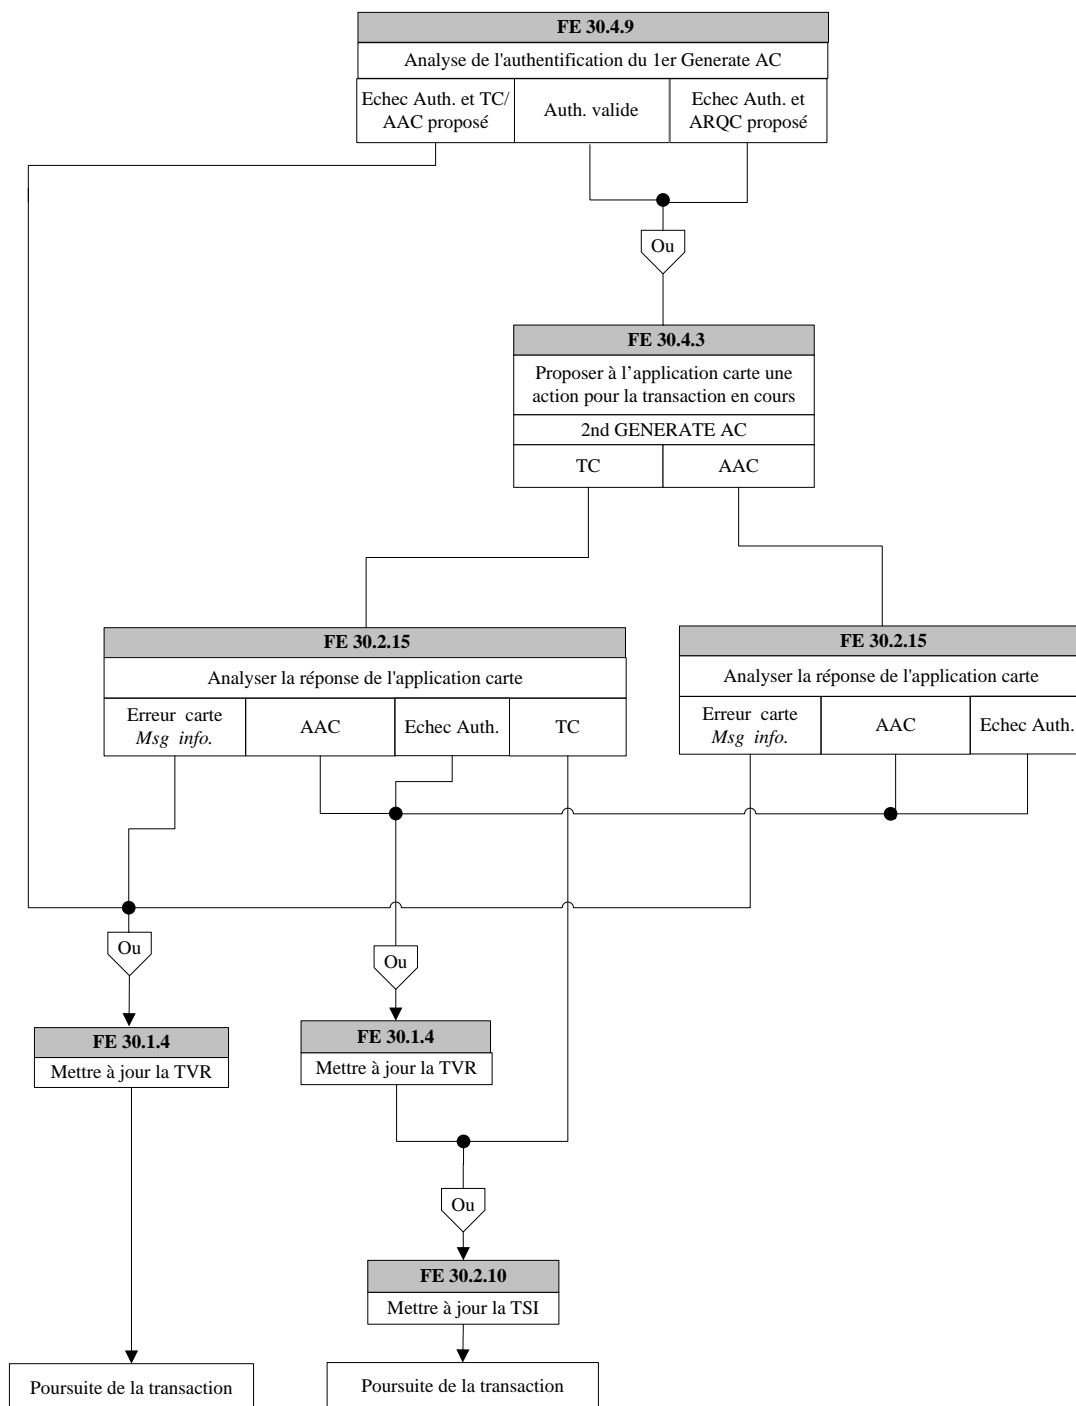 FE 30.4.9
Analyse de l'authentification du 1er Generate AC
Echec Auth. et TC/
AAC proposé
Auth. valide
Echec Auth. et
ARQC proposé
Ou
FE 30.4.3
Proposer à l’application carte une
action pour la transaction en cours
2nd GENERATE AC
TC
AAC
FE 30.2.15
Analyser la réponse de l'application carte
Erreur carte
Msg info.
AAC
Echec Auth.
TC
FE 30.2.15
Analyser la réponse de l'application carte
Erreur carte
Msg info.
AAC
Echec Auth.
Ou
Ou
FE 30.1.4
Mettre à jour la TVR
FE 30.1.4
Mettre à jour la TVR
Ou
FE 30.2.10
Mettre à jour la TSI
Poursuite de la transaction
Poursuite de la transaction